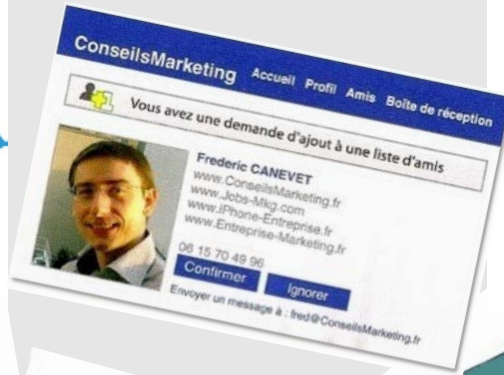 ConseilsMarketing Accueil Profil Amis Boîte de réception
Vous avez une demande d'ajout à une liste d'amis
Frederic CANEVET
www.ConseilsMarketing.fr
www.Jobs-Mkg.com
www.iPhone-Entreprise.fr
www.Entreprise-Marketing.fr
06 15 70 49 96
Confirmer Ignorer
Envoyer un message à : fred@ConseilsMarketing.fr